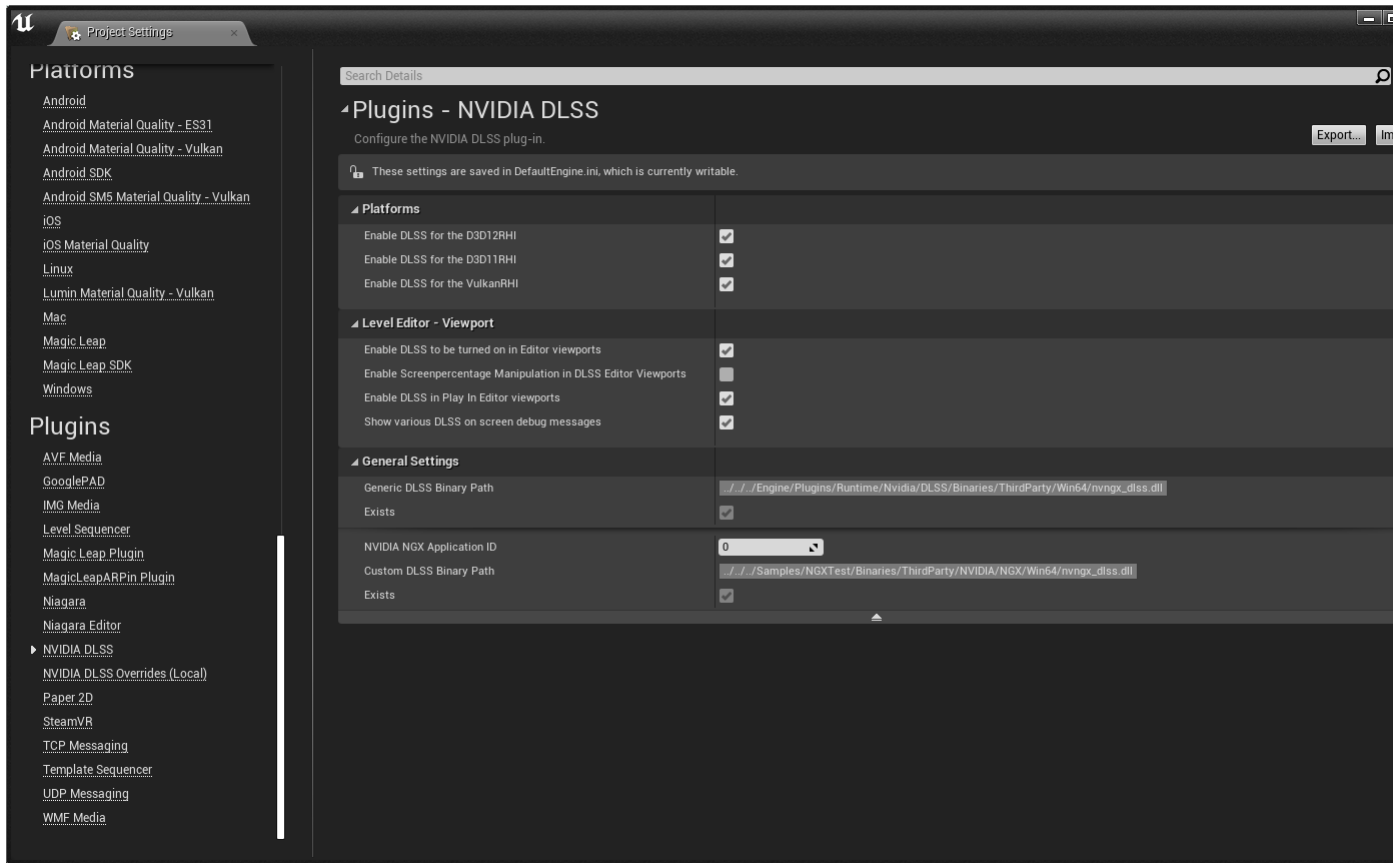 Project Settings
Platforms
Android
Android Material Quality - ES31
Android Material Quality - Vulkan
Android SDK
Android SM5 Material Quality - Vulkan
iOS
iOS Material Quality
Linux
Lumin Material Quality - Vulkan
Mac
Magic Leap
Magic Leap SDK
Windows
Plugins
AVF Media
GooglePAD
IMG Media
Level Sequencer
Magic Leap Plugin
MagicLeapARPin Plugin
Niagara
Niagara Editor
NVIDIA DLSS
NVIDIA DLSS Overrides (Local)
Paper 2D
SteamVR
TCP Messaging
Template Sequencer
UDP Messaging
WMF Media
Search Details
Plugins - NVIDIA DLSS
Configure the NVIDIA DLSS plug-in.
Export... Im
These settings are saved in DefaultEngine.ini, which is currently writable.
Platforms
Enable DLSS for the D3D12RHI
Enable DLSS for the D3D11RHI
Enable DLSS for the VulkanRHI
Level Editor - Viewport
Enable DLSS to be turned on in Editor viewports
Enable Screenpercentage Manipulation in DLSS Editor Viewports
Enable DLSS in Play In Editor viewports
Show various DLSS on screen debug messages
General Settings
Generic DLSS Binary Path ../../../Engine/Plugins/Runtime/Nvidia/DLSS/Binaries/ThirdParty/Win64/nvngx_dlss.dll
Exists
NVIDIA NGX Application ID 0
Custom DLSS Binary Path ../../../Samples/NGXTest/Binaries/ThirdParty/NVIDIA/NGX/Win64/nvngx_dlss.dll
Exists